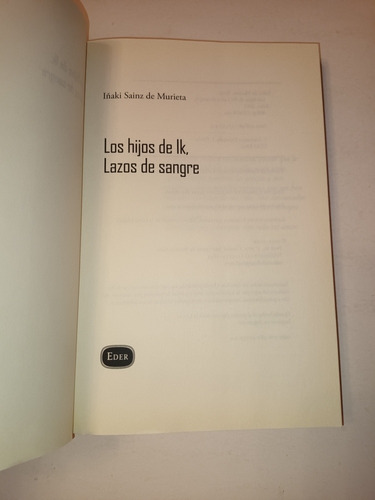 Iñaki Sainz de Murieta
Los hijos de Ik,
Lazos de sangre
EDER